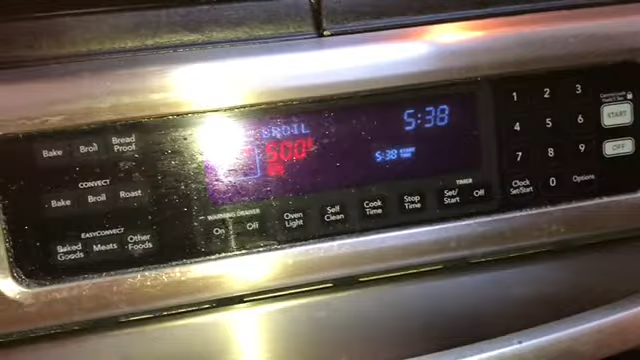 Bake Broil Bread Proof
CONVECT
Bake Broil Roast
EASYCONVECT
Baked Goods Meats Other Foods
BROIL
500°
5:38
5:38 START TIME
WARMING DRAWER
On Off
Oven Light
Self Clean
Cook Time
Stop Time
TIMER
Set/Start Off
1 2 3
4 5 6
7 8 9
Clock Set/Start 0 Options
START
OFF